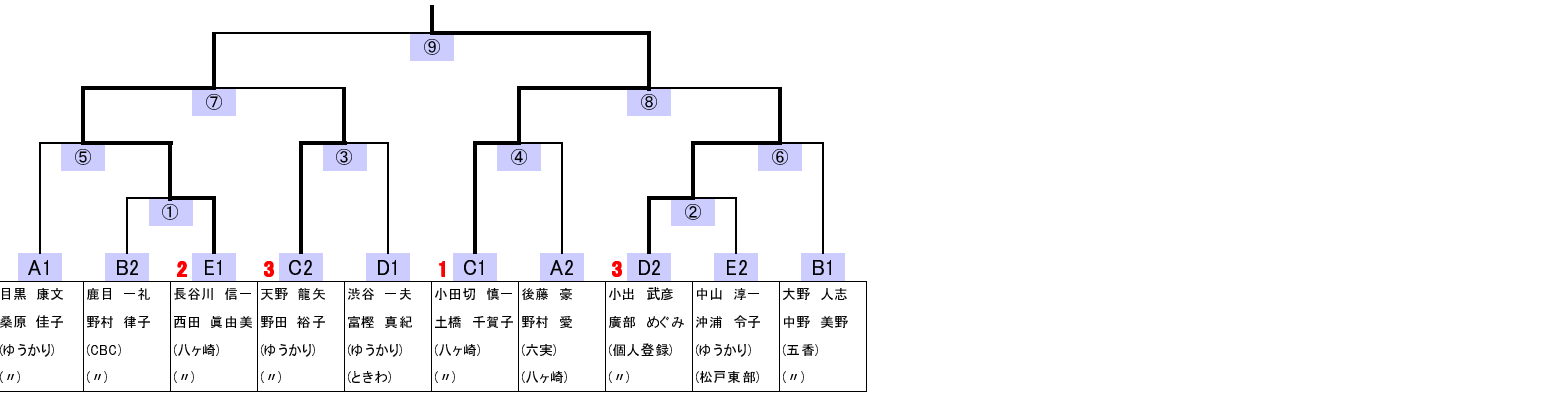 ⑨
⑦ ⑧
⑤ ③ ④ ⑥
① ②
A1 B2 2 E1 3 C2 D1 1 C1 A2 3 D2 E2 B1
目黒 康文 鹿目 一礼 長谷川 信一 天野 龍矢 渋谷 一夫 小田切 慎一 後藤 豪 小出 武彦 中山 淳一 大野 人志
桑原 佳子 野村 律子 西田 眞由美 野田 裕子 富樫 真紀 土橋 千賀子 野村 愛 廣部 めぐみ 沖浦 令子 中野 美野
(ゆうかり) (CBC) (八ヶ崎) (ゆうかり) (ゆうかり) (八ヶ崎) (六実) (個人登録) (ゆうかり) (五香)
(〃) (〃) (〃) (〃) (ときわ) (〃) (八ヶ崎) (〃) (松戸東部) (〃)